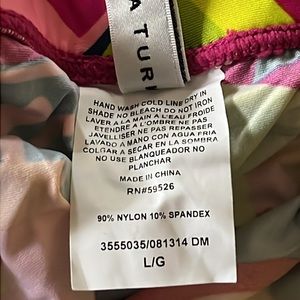 ATUR
HAND WASH COLD LINE DRY IN
SHADE NO BLEACH DO NOT IRON
LAVER A LA MAIN A L'EAU FROIDE
ETENDRE A L'OMBRE NE PAS
JAVELLISER NE PAS REPASSER
LAVADO A MANO CON AGUA FRIA
COLGAR A SECAR EN LA SOMBRA
NO USE BLANQUEADOR NO
PLANCHAR
MADE IN CHINA
RN#59526
90% NYLON 10% SPANDEX
3555035/081314 DM
L/G